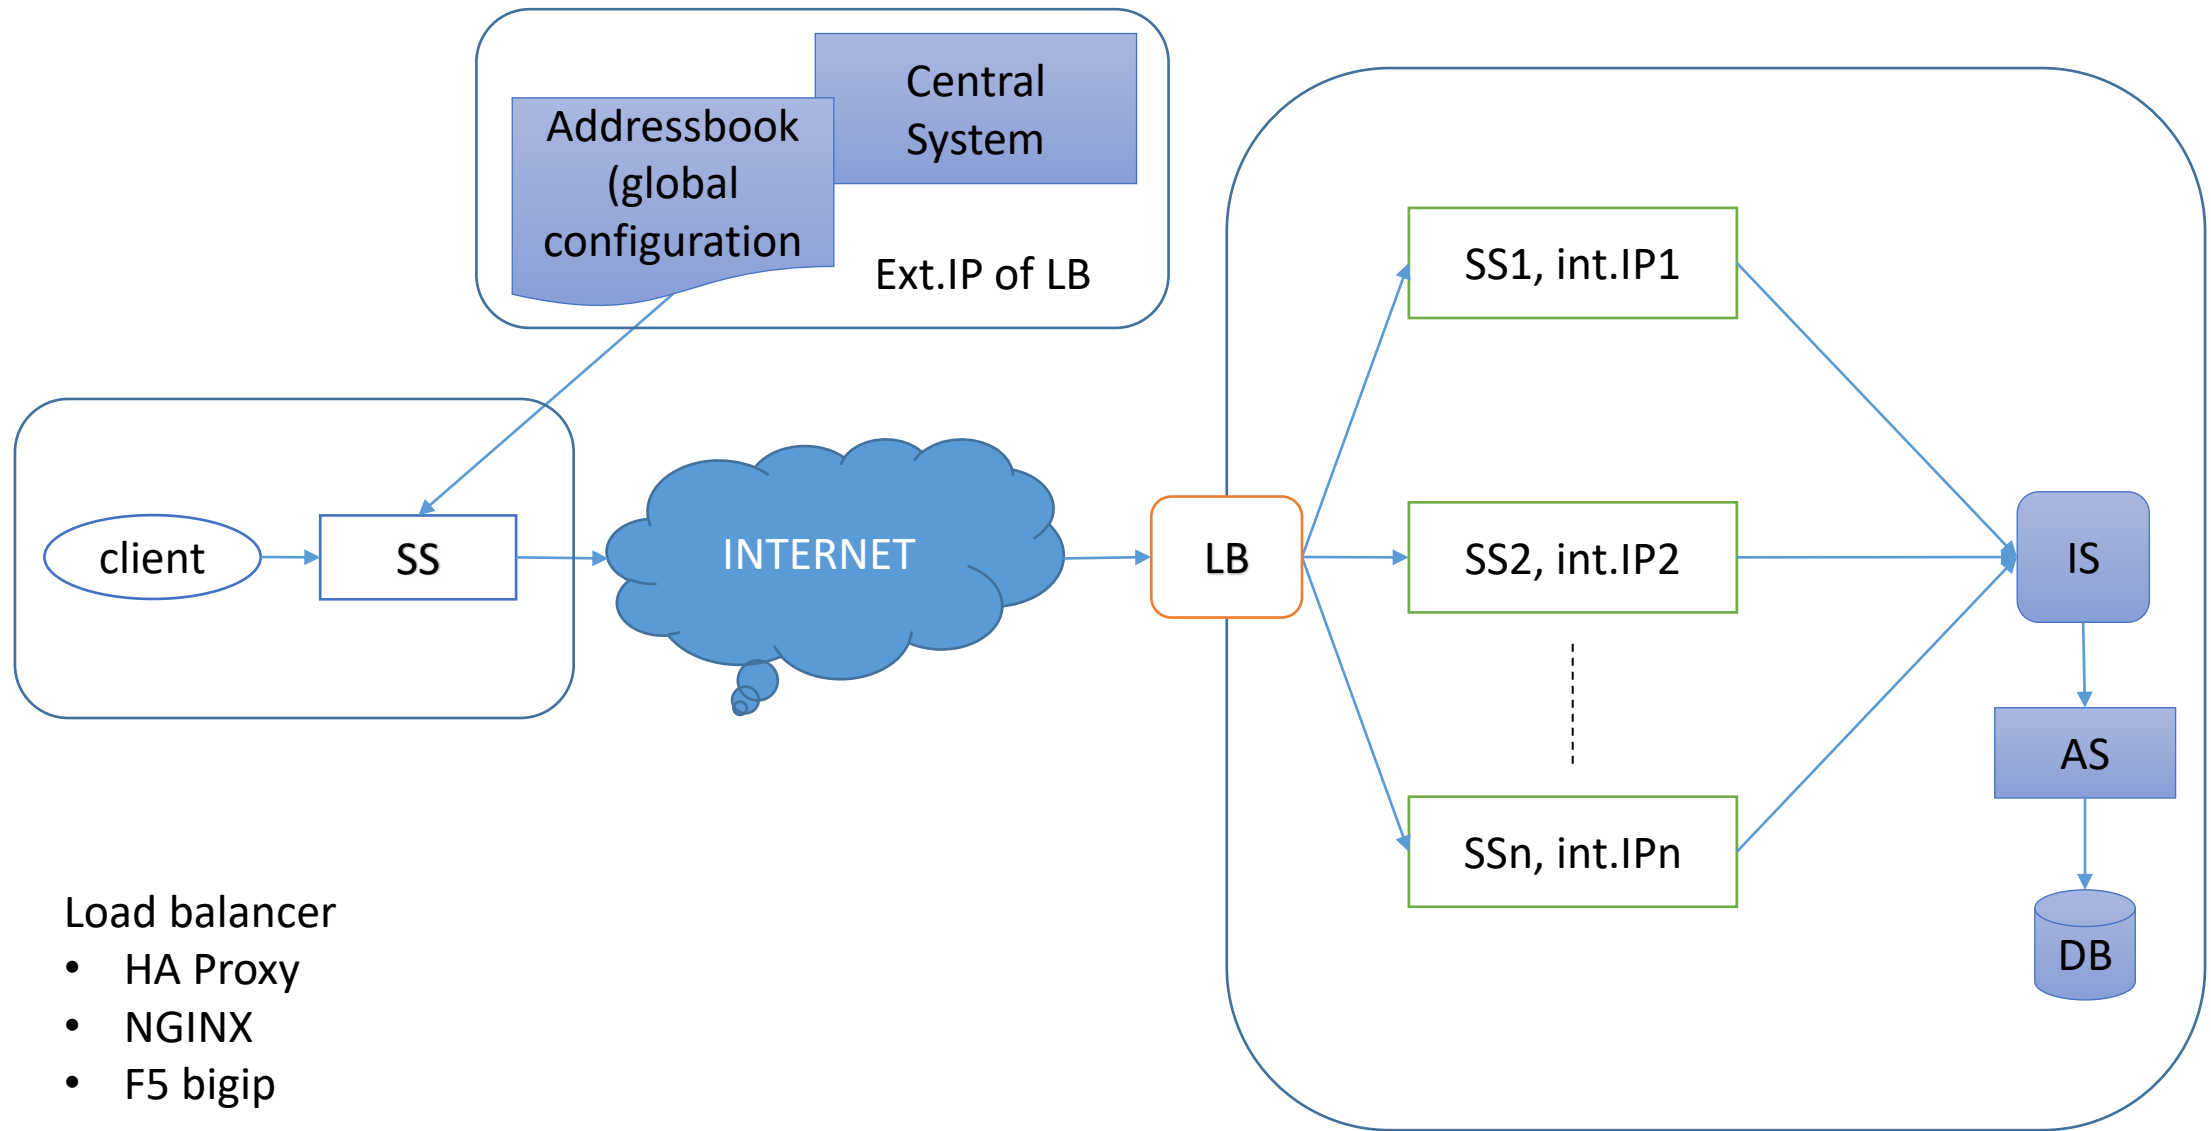 Central
System
Addressbook
(global
configuration
Ext.IP of LB
SS1, int.IP1
client
SS
INTERNET
LB
SS2, int.IP2
IS
AS
SSn, int.IPn
DB
Load balancer
• HA Proxy
• NGINX
• F5 bigip